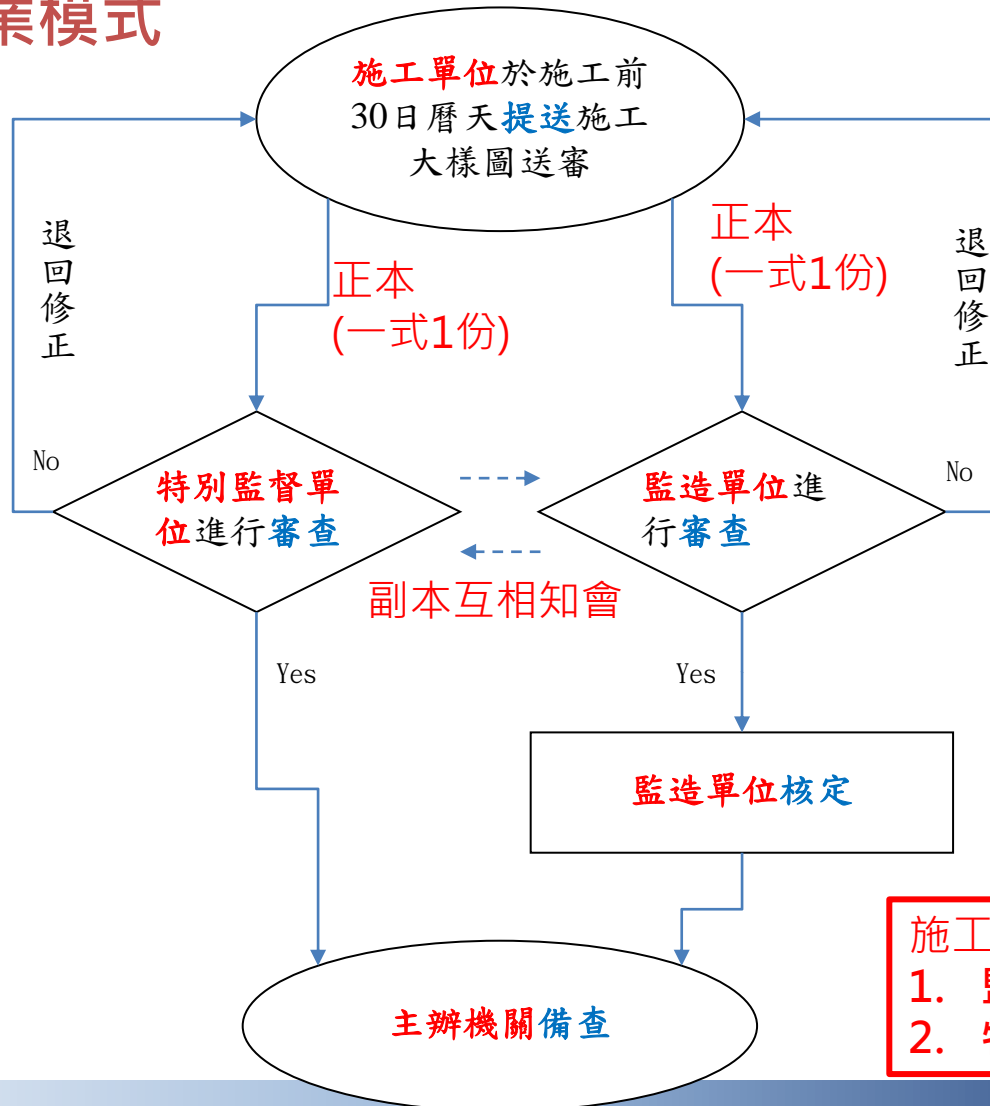 業模式
施工單位於施工前
30日曆天提送施工
大樣圖送審
退回修正
正本
(一式1份)
正本
(一式1份)
退回修正
No
特別監督單
位進行審查
監造單位進
行審查
No
副本互相知會
Yes
Yes
監造單位核定
主辦機關備查
施工
1.
2.